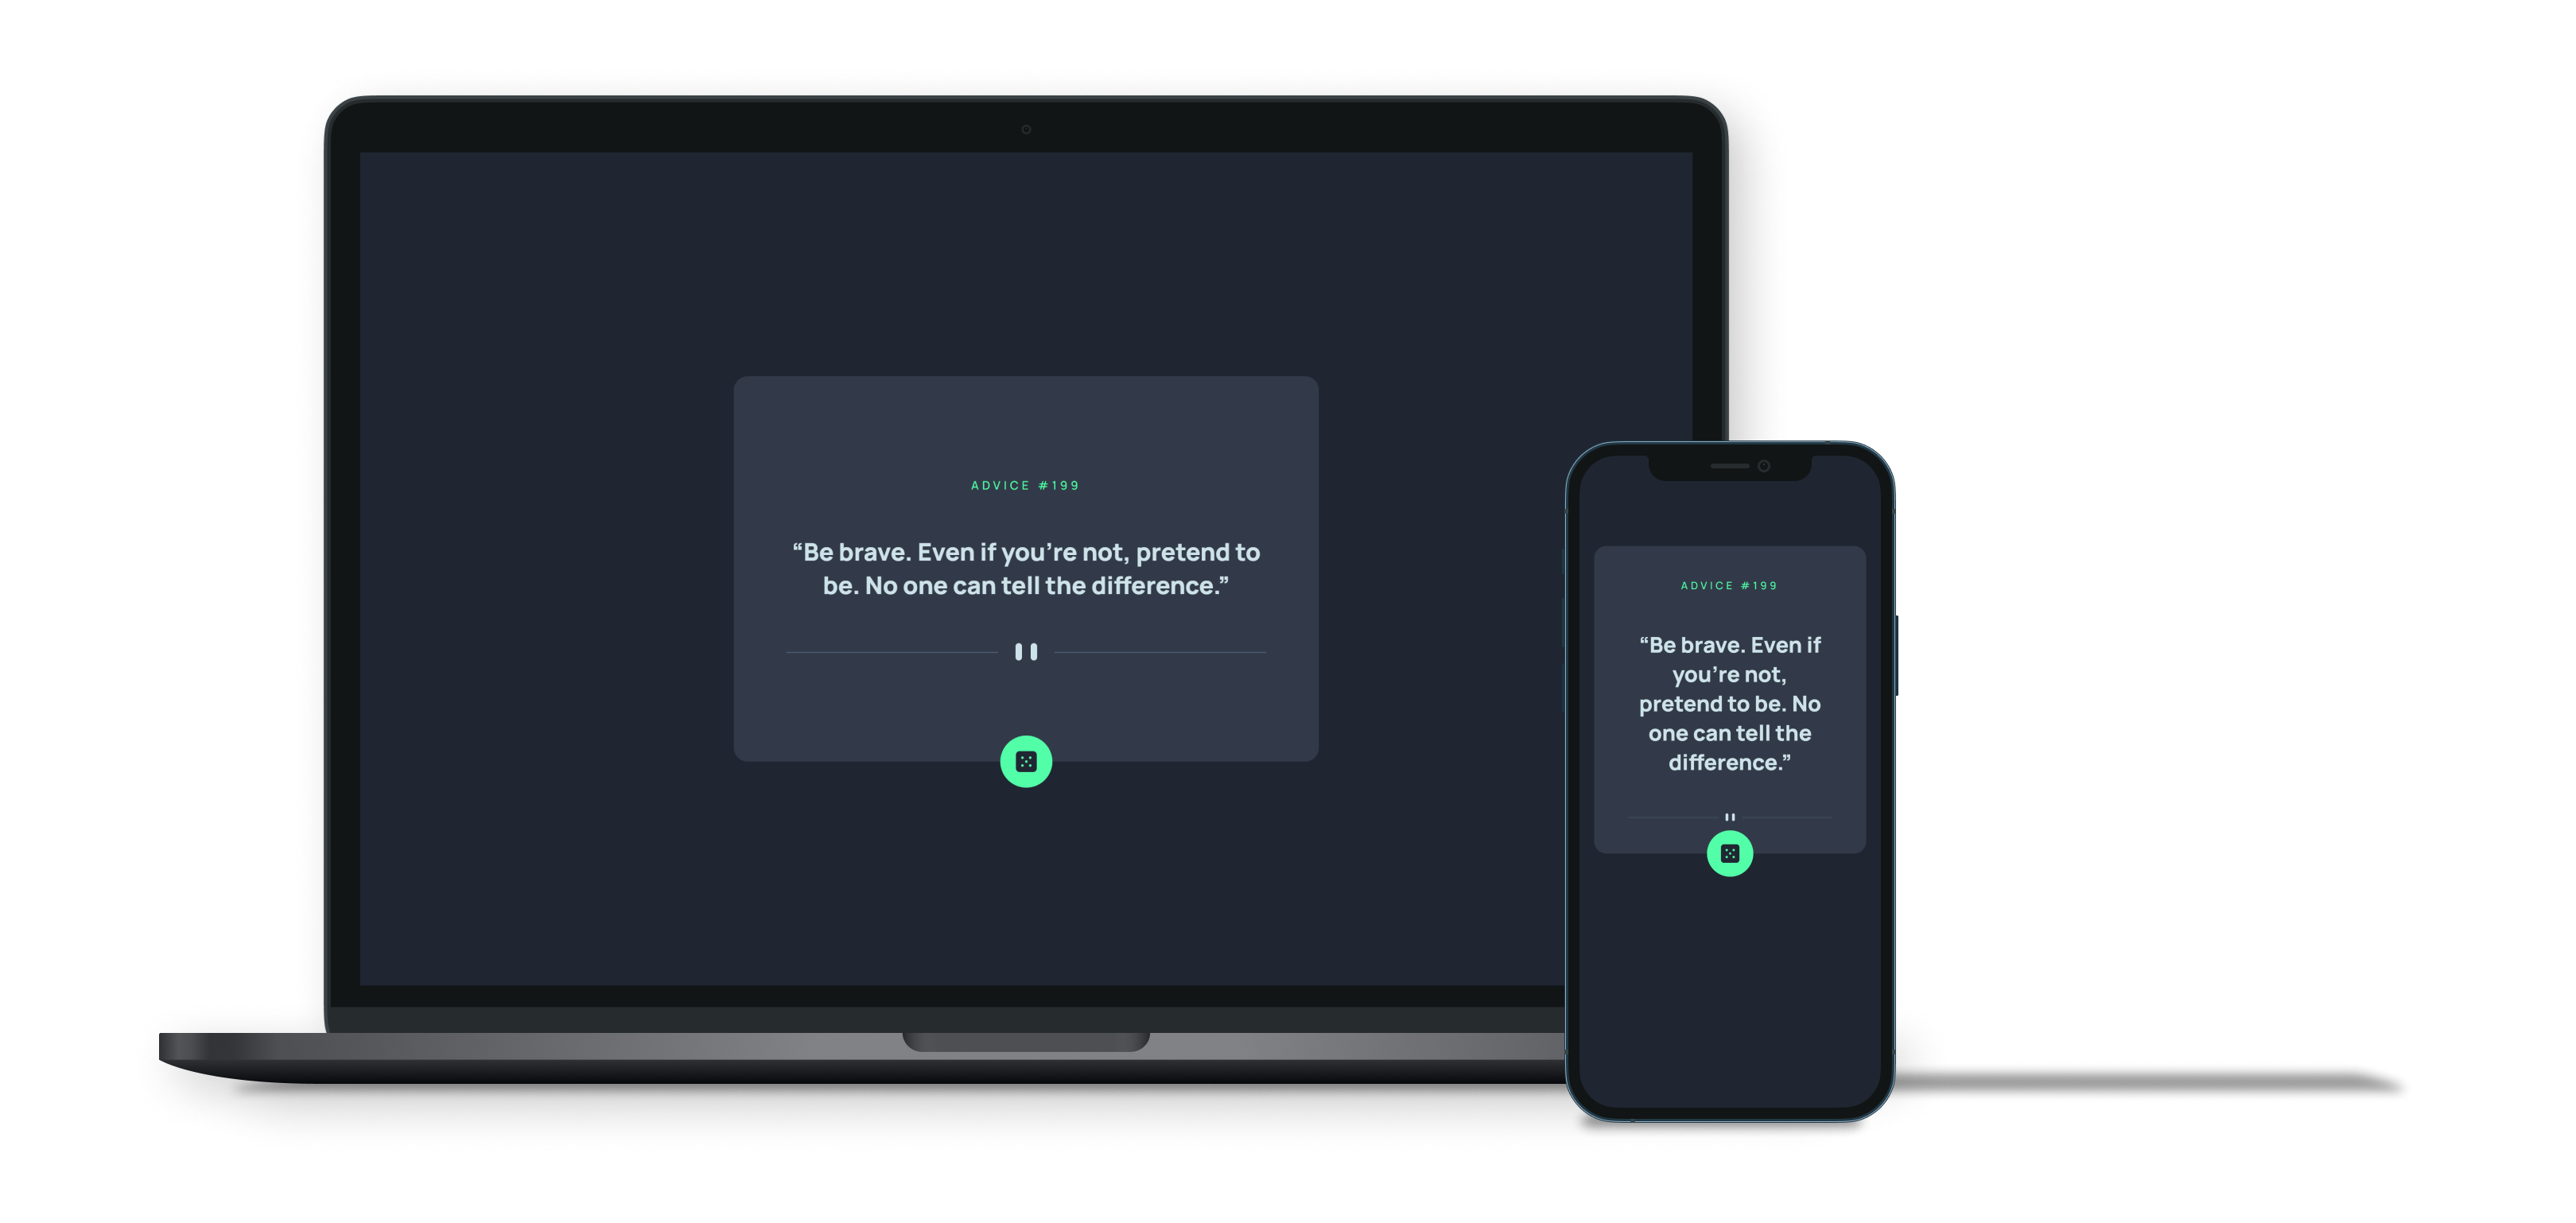 ADVICE #199
“Be brave. Even if you’re not, pretend to
be. No one can tell the difference.”
ADVICE #199
“Be brave. Even if
you’re not,
pretend to be. No
one can tell the
difference.”